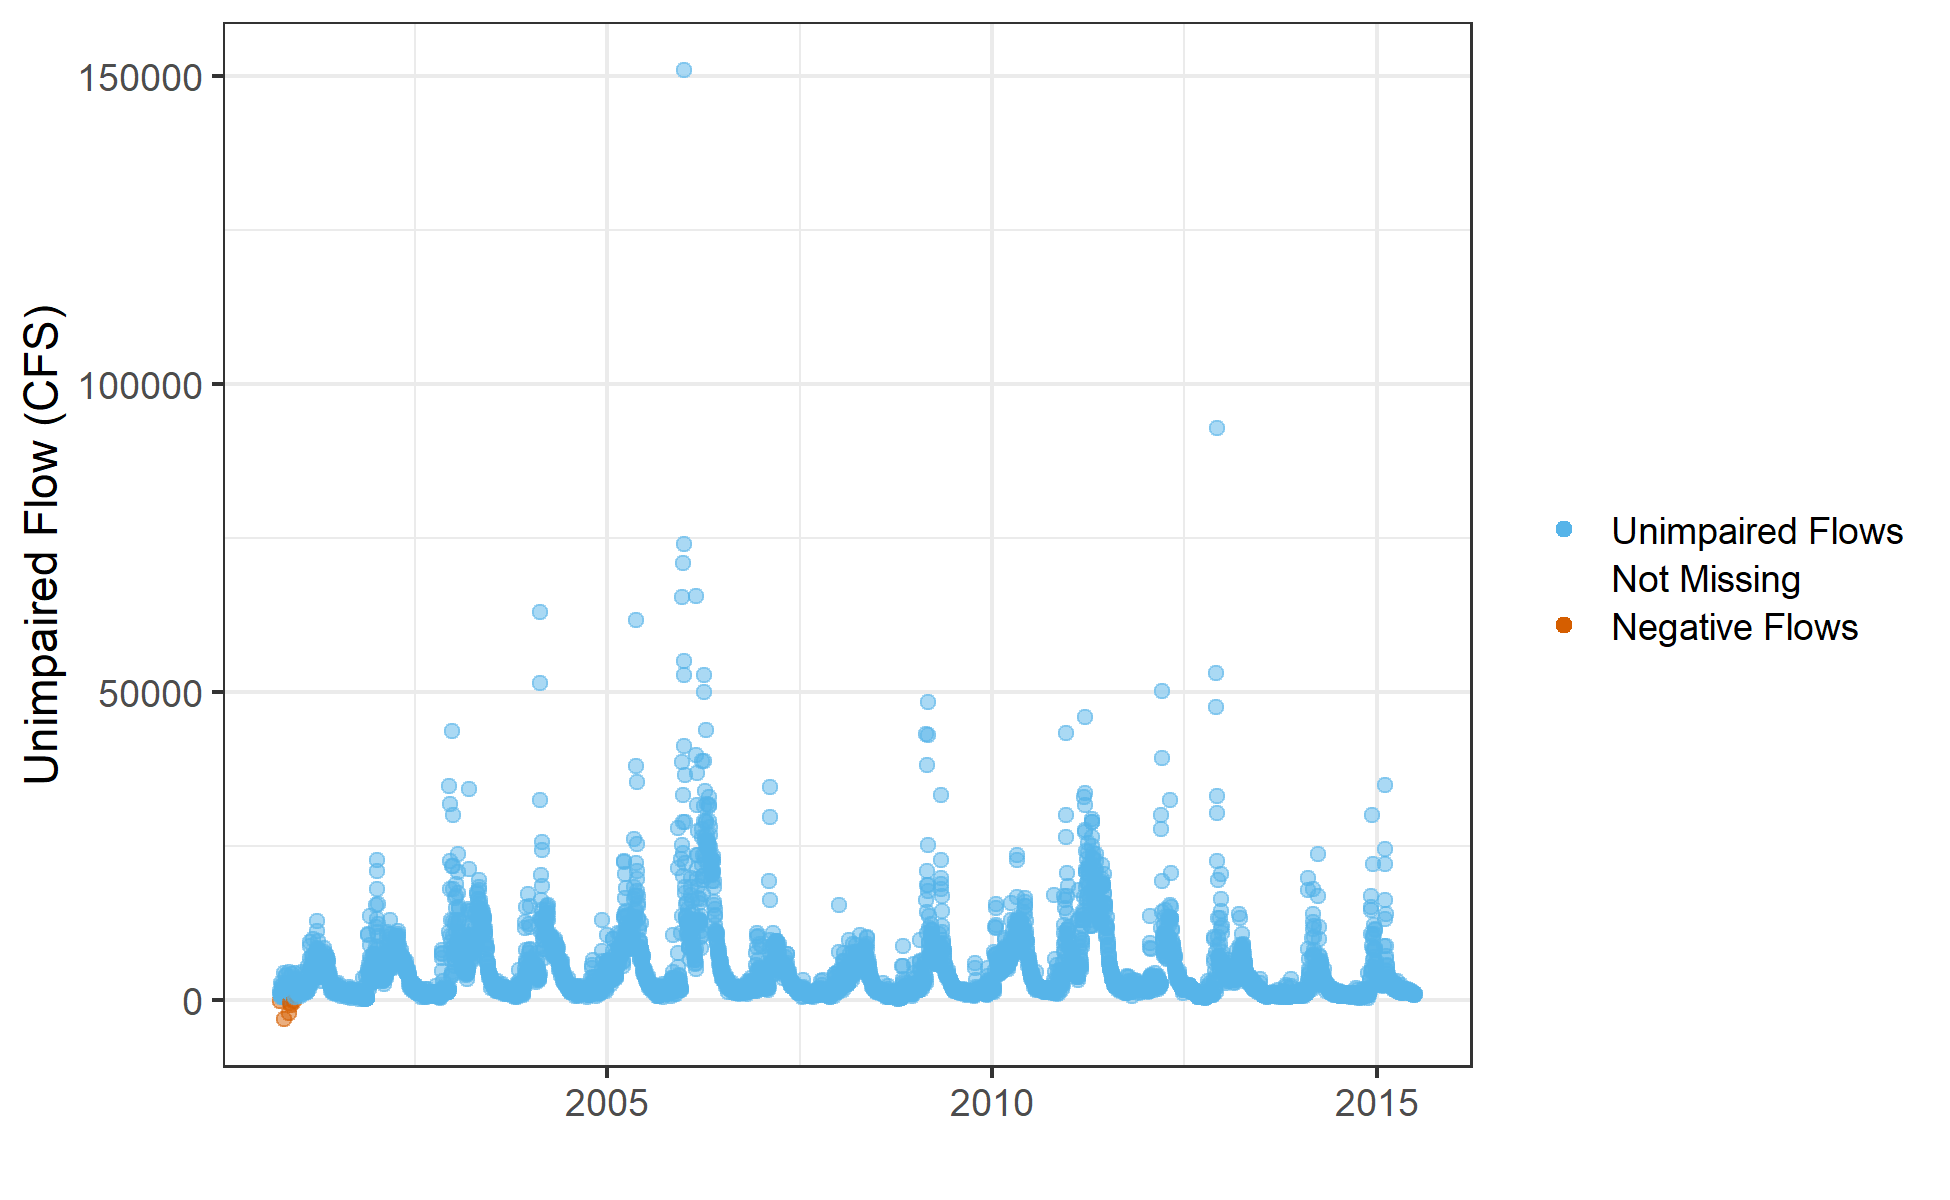 Unimpaired Flow (CFS)
150000
100000
50000
0
2005
2010
2015
Unimpaired Flows
Not Missing
Negative Flows